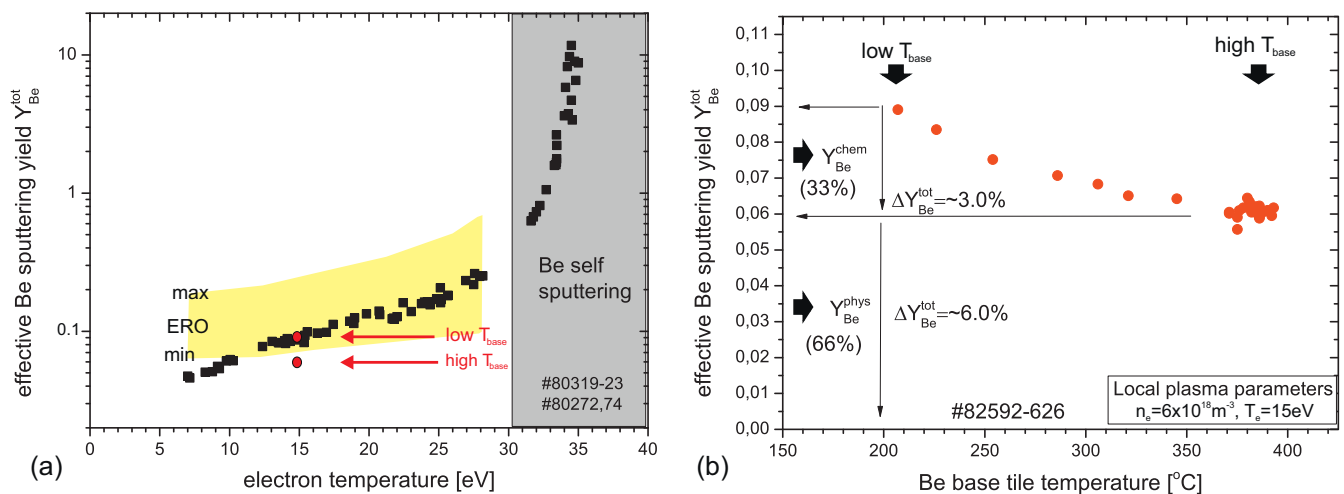 effective Be sputtering yield Y_Be^tot
10
1
0.1
max
ERO
min
Be self
sputtering
low T_base
high T_base
#80319-23
#80272,74
0 5 10 15 20 25 30 35 40
(a)
electron temperature [eV]
effective Be sputtering yield Y_Be^tot
0,11
0,10
0,09
0,08
0,07
0,06
0,05
0,04
0,03
0,02
0,01
0,00
low T_base
high T_base
Y_Be^chem
(33%)
ΔY_Be^tot=~3.0%
Y_Be^phys
(66%)
ΔY_Be^tot=~6.0%
#82592-626
Local plasma parameters
n_e=6x10^18m^-3, T_e=15eV
150 200 250 300 350 400
(b)
Be base tile temperature [°C]